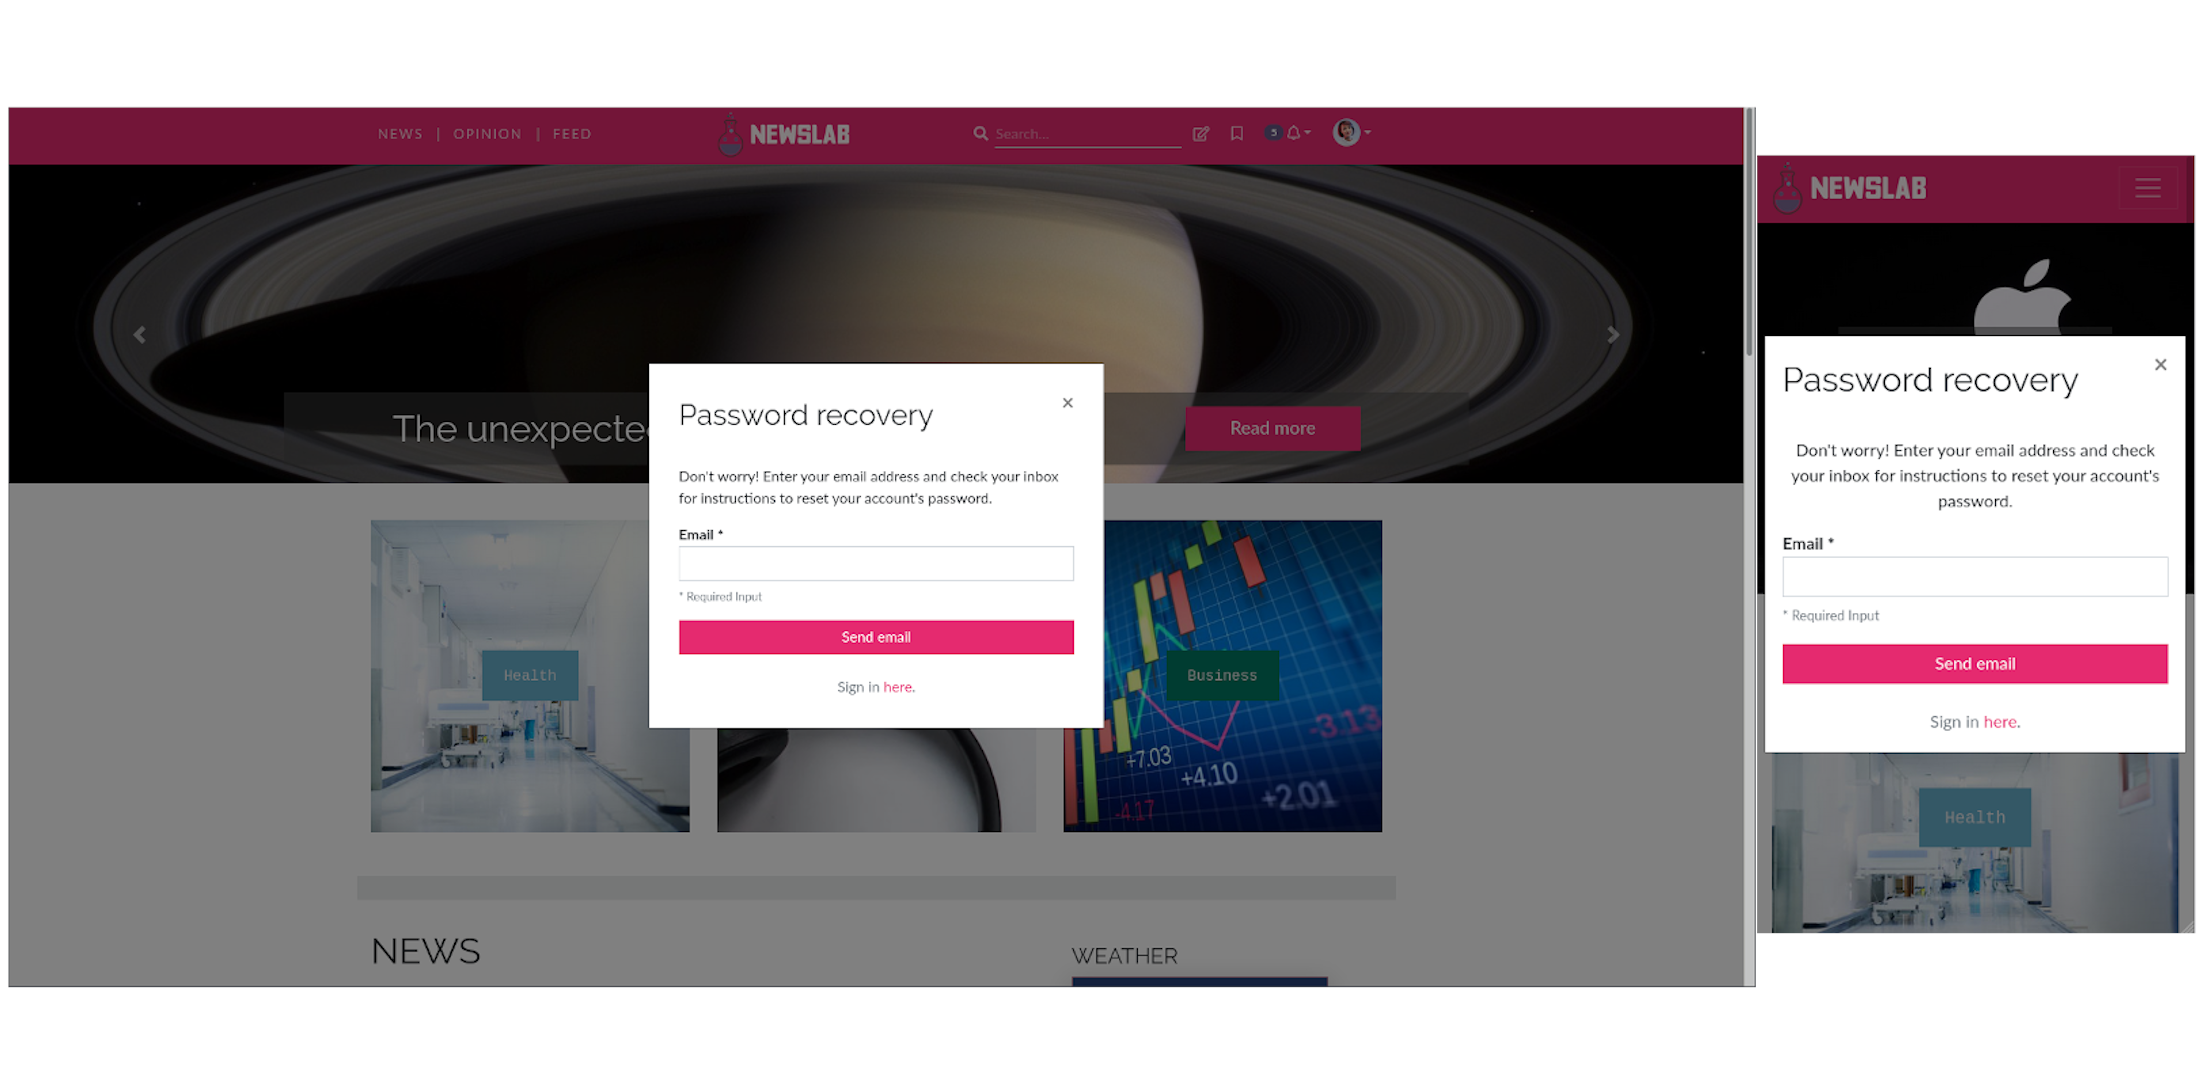 NEWS | OPINION | FEED
NEWSLAB
Search...
5
The unexpected
Read more
Password recovery
×
Don't worry! Enter your email address and check your inbox
for instructions to reset your account's password.
Email *
* Required Input
Send email
Sign in here.
Health
Business
-3.13
+7.03
+4.10
+2.01
-4.17
NEWS
WEATHER
NEWSLAB
Password recovery
×
Don't worry! Enter your email address and check
your inbox for instructions to reset your account's
password.
Email *
* Required Input
Send email
Sign in here.
Health